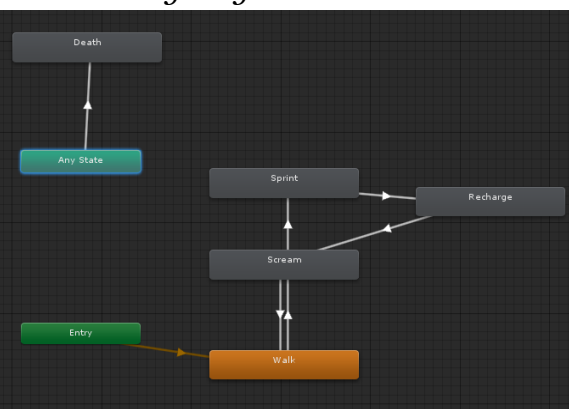 Death
Any State
Sprint
Recharge
Scream
Entry
Walk